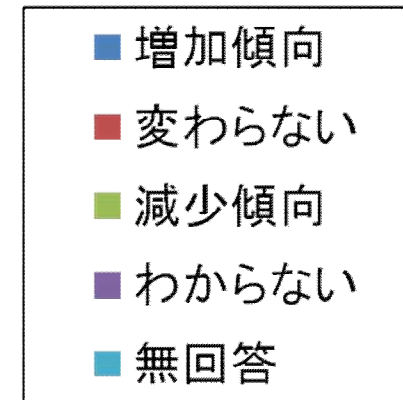 増加傾向
変わらない
減少傾向
わからない
無回答